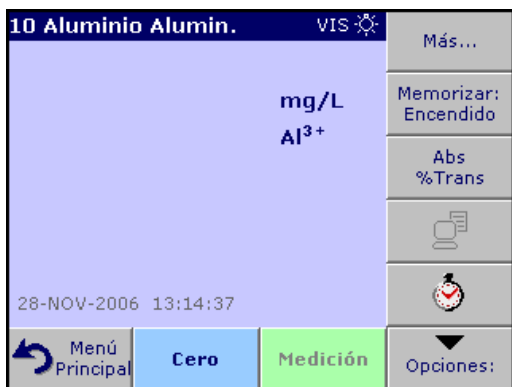 10 Aluminio Alumin. VIS
mg/L
Al³⁺
28-NOV-2006 13:14:37
Más...
Memorizar:
Encendido
Abs
%Trans
Menú
Principal
Cero
Medición
Opciones: